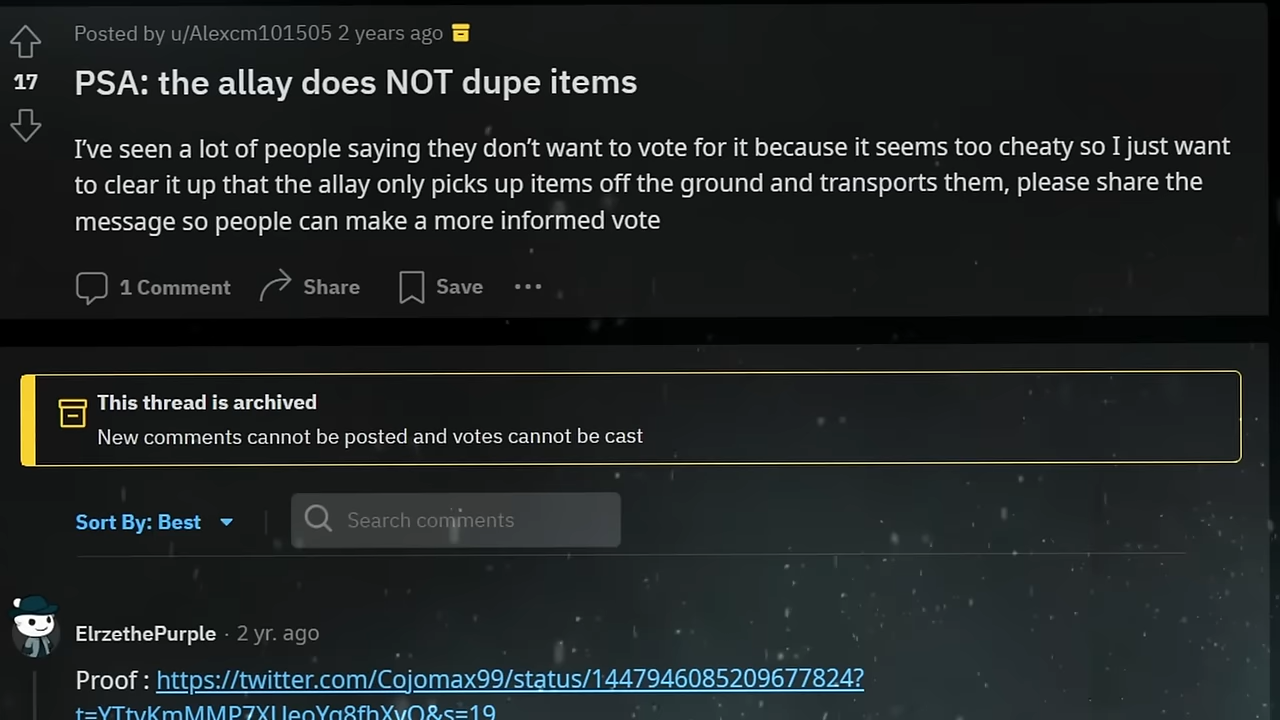 Posted by u/Alexcm101505 2 years ago
17
PSA: the allay does NOT dupe items
I’ve seen a lot of people saying they don’t want to vote for it because it seems too cheaty so I just want
to clear it up that the allay only picks up items off the ground and transports them, please share the
message so people can make a more informed vote
1 Comment Share Save
This thread is archived
New comments cannot be posted and votes cannot be cast
Sort By: Best Search comments
ElrzethePurple · 2 yr. ago
Proof : https://twitter.com/Cojomax99/status/1447946085209677824?